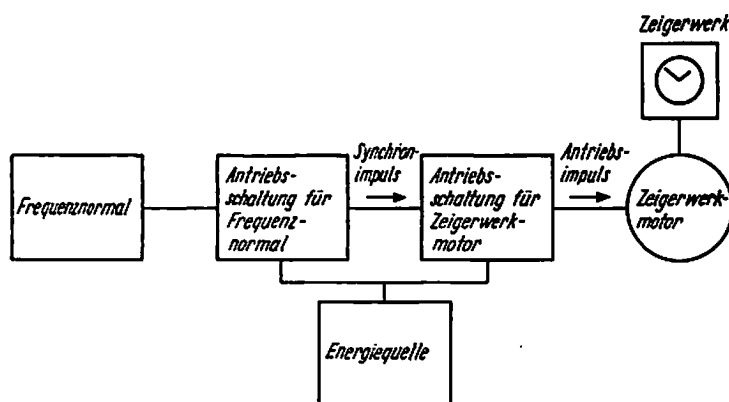 Zeigerwerk
Frequenznormal
Antriebs-
schaltung für
Frequenz-
normal
Synchron-
impuls
Antriebs-
schaltung für
Zeigerwerk-
motor
Antriebs-
impuls
Zeigerwerk-
motor
Energiequelle